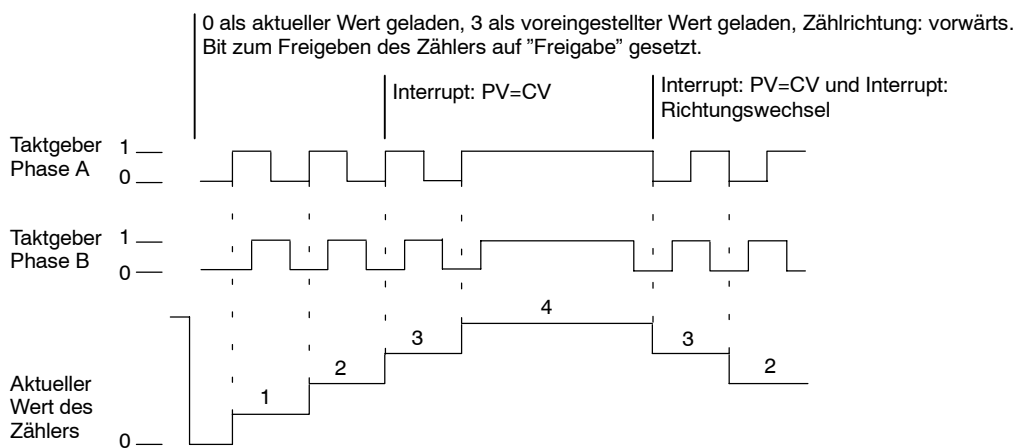 0 als aktueller Wert geladen, 3 als voreingestellter Wert geladen, Zählrichtung: vorwärts.
Bit zum Freigeben des Zählers auf ”Freigabe” gesetzt.
Interrupt: PV=CV
Interrupt: PV=CV und Interrupt:
Richtungswechsel
Taktgeber
Phase A
1
0
Taktgeber
Phase B
1
0
4
3
3
2
2
1
Aktueller
Wert des
Zählers
0